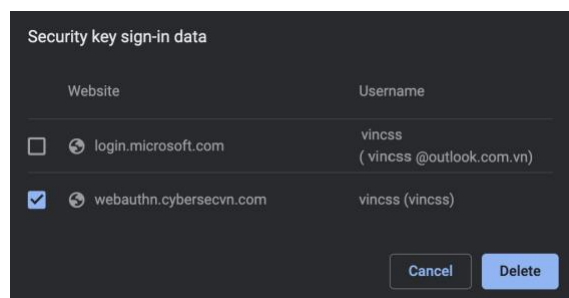 Security key sign-in data
Website Username
login.microsoft.com vincss
( vincss @outlook.com.vn)
webauthn.cybersecvn.com vincss (vincss)
Cancel Delete